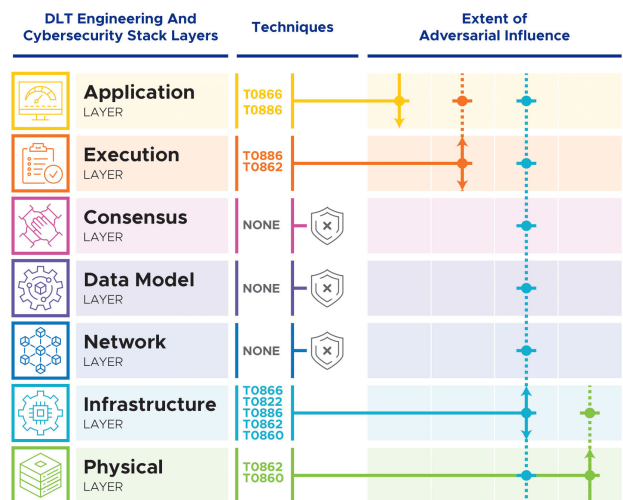 DLT Engineering And
Cybersecurity Stack Layers
Techniques
Extent of
Adversarial Influence
Application
LAYER
T0866
T0886
Execution
LAYER
T0886
T0862
Consensus
LAYER
NONE
Data Model
LAYER
NONE
Network
LAYER
NONE
Infrastructure
LAYER
T0866
T0822
T0886
T0862
T0860
Physical
LAYER
T0862
T0860